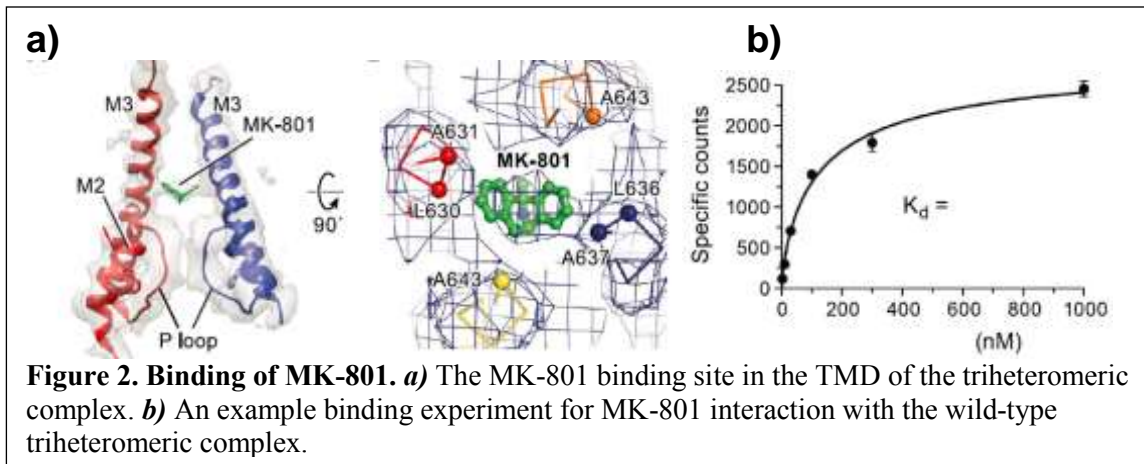 a)
b)
M3
M3
MK-801
M2
P loop
90°
A643
A631
MK-801
L630
L636
A637
A643
Specific counts
2500
2000
1500
1000
500
0
K_d =
0 200 400 600 800 1000
(nM)
Figure 2. Binding of MK-801. a) The MK-801 binding site in the TMD of the triheteromeric
complex. b) An example binding experiment for MK-801 interaction with the wild-type
triheteromeric complex.